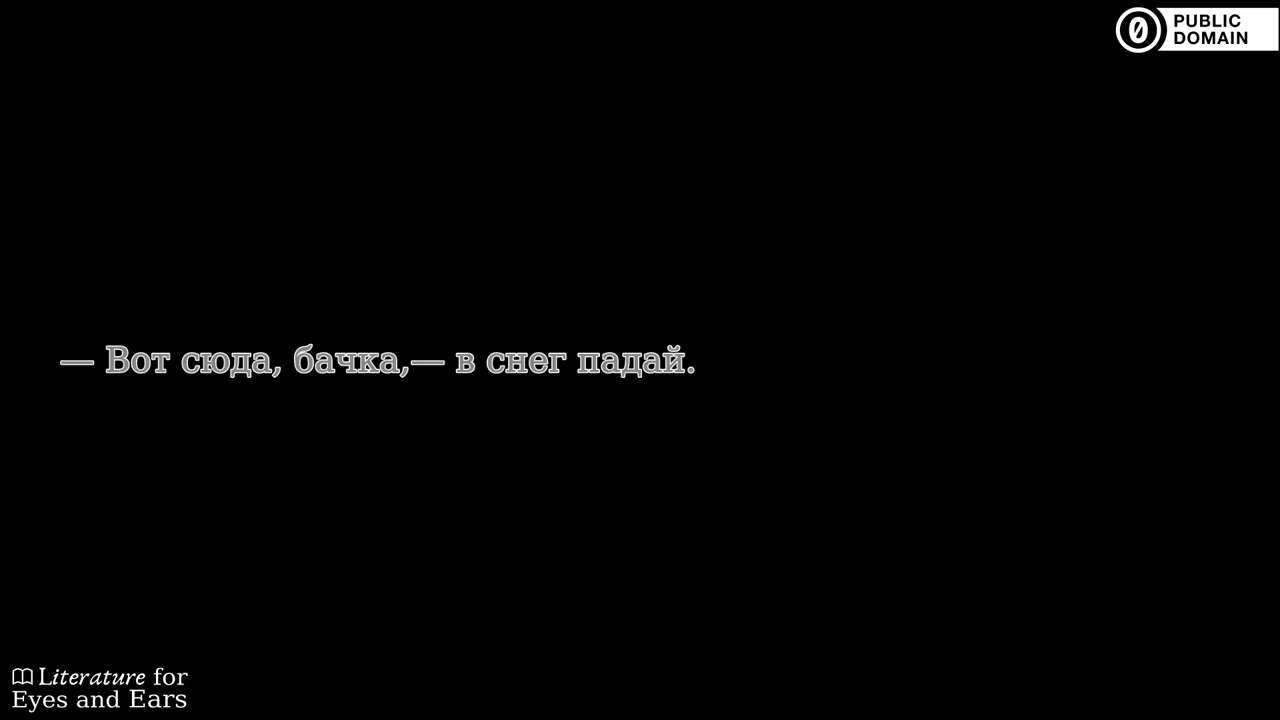 PUBLIC
DOMAIN
— Вот сюда, бачка,— в снег падай.
Literature for
Eyes and Ears